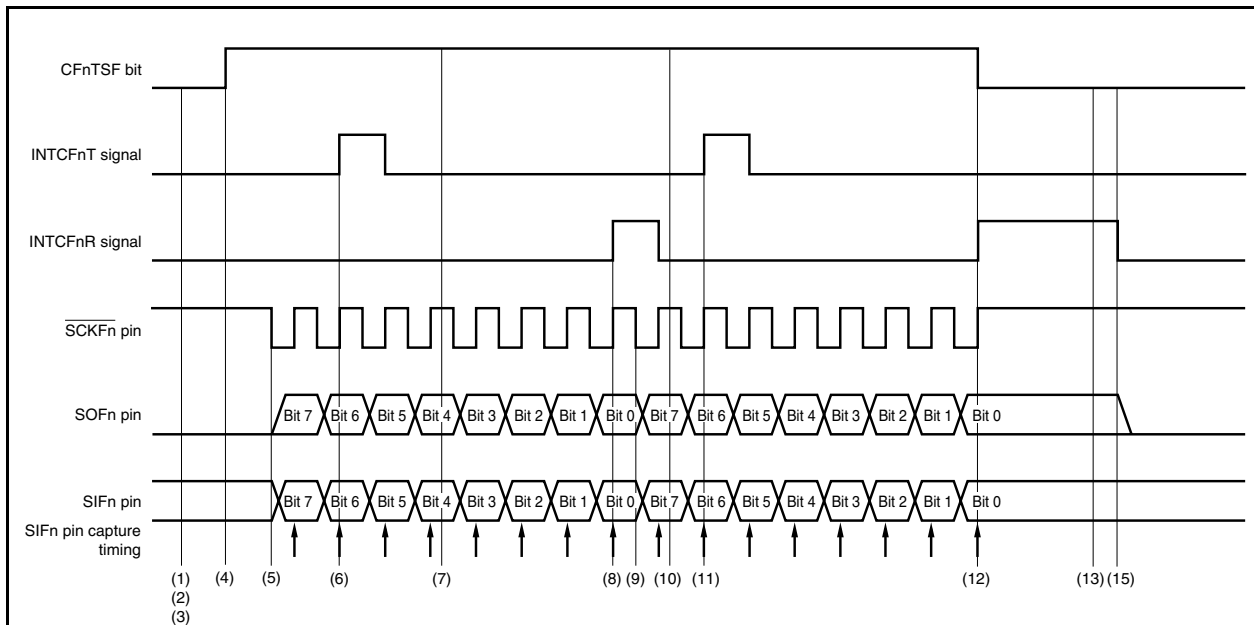 CFnTSF bit
INTCFnT signal
INTCFnR signal
SCKFn pin
SOFn pin
Bit 7 Bit 6 Bit 5 Bit 4 Bit 3 Bit 2 Bit 1 Bit 0 Bit 7 Bit 6 Bit 5 Bit 4 Bit 3 Bit 2 Bit 1 Bit 0
SIFn pin
Bit 7 Bit 6 Bit 5 Bit 4 Bit 3 Bit 2 Bit 1 Bit 0 Bit 7 Bit 6 Bit 5 Bit 4 Bit 3 Bit 2 Bit 1 Bit 0
SIFn pin capture
timing
(1) (4) (5) (6) (7) (8) (9) (10) (11) (12) (13) (15)
(2)
(3)